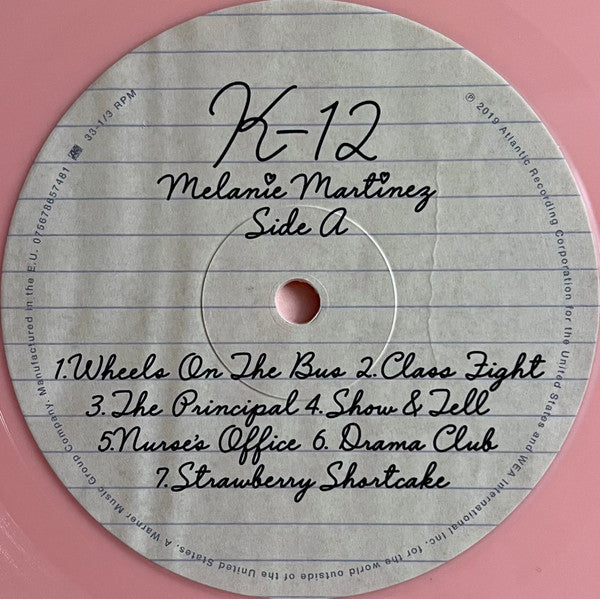 K-12
Melanie Martinez
Side A
1.Wheels On The Bus 2.Class Fight
3.The Principal 4.Show & Tell
5.Nurse's Office 6. Drama Club
7.Strawberry Shortcake
℗ 2019 Atlantic Recording Corporation for the United States and WEA International Inc. for the world outside of the United States. A Warner Music Group Company. Manufactured in the E.U. 075678657481
33-1/3 RPM